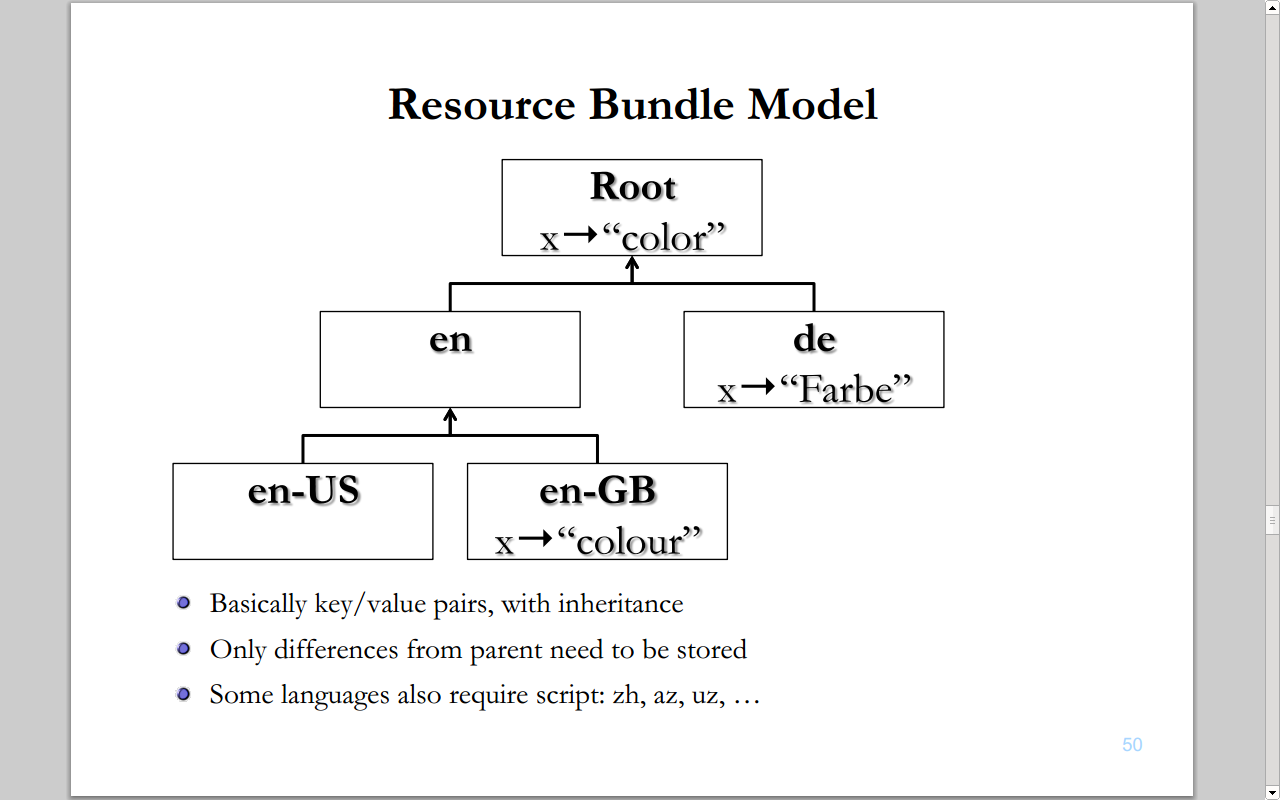 Resource Bundle Model
Root
x→“color”
en
de
x→“Farbe”
en-US
en-GB
x→“colour”
Basically key/value pairs, with inheritance
Only differences from parent need to be stored
Some languages also require script: zh, az, uz, …
50